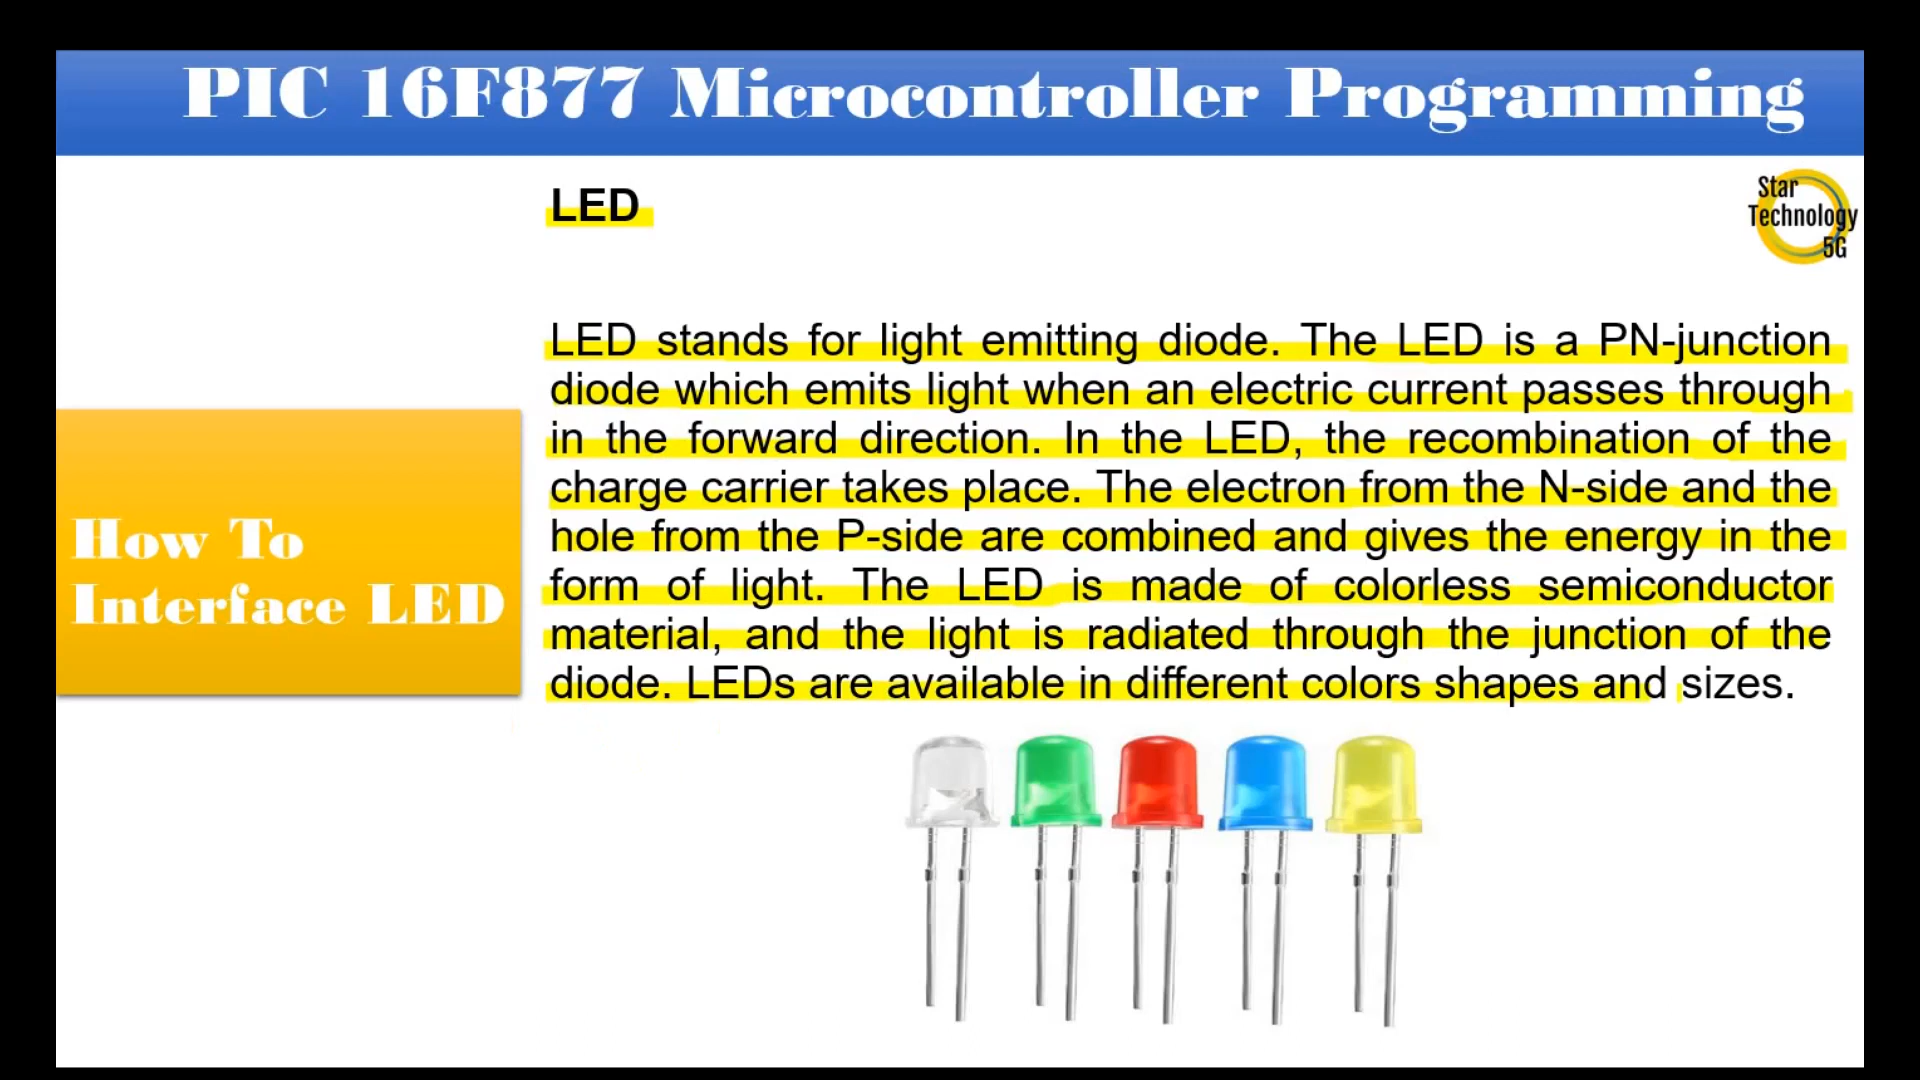 PIC 16F877 Microcontroller Programming
Star
Technology
5G
LED
LED stands for light emitting diode. The LED is a PN-junction
diode which emits light when an electric current passes through
in the forward direction. In the LED, the recombination of the
charge carrier takes place. The electron from the N-side and the
hole from the P-side are combined and gives the energy in the
form of light. The LED is made of colorless semiconductor
material, and the light is radiated through the junction of the
diode. LEDs are available in different colors shapes and sizes.
How To
Interface LED